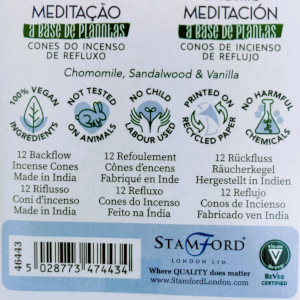 MEDITAÇÃO
A BASE DE PLANTAS
CONES DO INCENSO
DE REFLUXO
MEDITACIÓN
A BASE DE PLANTAS
CONOS DE INCIENSO
DE REFLUJO
Chomomile, Sandalwood & Vanilla
100% VEGAN
INGREDIENTS
NOT TESTED
ON ANIMALS
NO CHILD
LABOUR USED
PRINTED ON
RECYCLED PAPER
NO HARMFUL
CHEMICALS
12 Backflow
Incense Cones
Made in India
12 Refoulement
Cônes d'encens
Fabriqué en Inde
12 Rückfluss
Räucherkegel
Hergestellt in Indien
12 Riflusso
Coni d'incenso
Made in India
12 Refluxo
Cones do Incenso
Feito na Índia
12 Reflujo
Conos de Incienso
Fabricado ven India
46443
5 028773 474434
STAMFORD
LONDON LTD.
Where QUALITY does matter
www.StamfordLondon.com
VEGAN
BeVeg
CERTIFIED